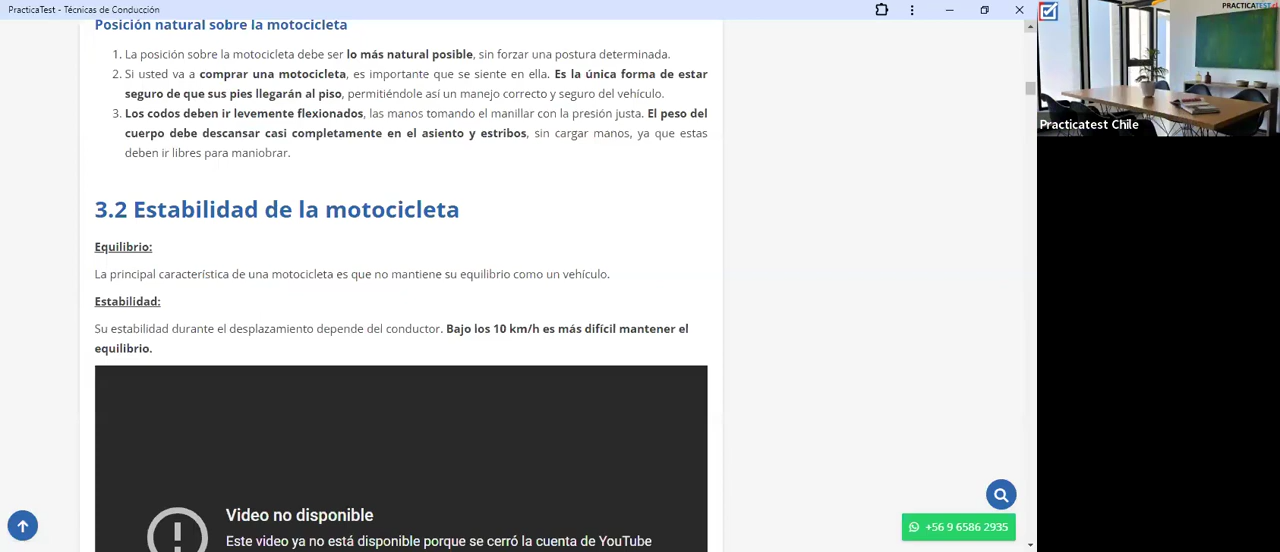 PracticaTest - Técnicas de Conducción
Posición natural sobre la motocicleta
1. La posición sobre la motocicleta debe ser lo más natural posible, sin forzar una postura determinada.
2. Si usted va a comprar una motocicleta, es importante que se siente en ella. Es la única forma de estar
seguro de que sus pies llegarán al piso, permitiéndole así un manejo correcto y seguro del vehículo.
3. Los codos deben ir levemente flexionados, las manos tomando el manillar con la presión justa. El peso del
cuerpo debe descansar casi completamente en el asiento y estribos, sin cargar manos, ya que estas
deben ir libres para maniobrar.
3.2 Estabilidad de la motocicleta
Equilibrio:
La principal característica de una motocicleta es que no mantiene su equilibrio como un vehículo.
Estabilidad:
Su estabilidad durante el desplazamiento depende del conductor. Bajo los 10 km/h es más difícil mantener el
equilibrio.
Video no disponible
Este video ya no está disponible porque se cerró la cuenta de YouTube
+56 9 6586 2935
PRACTICATEST.cl
Practicatest Chile